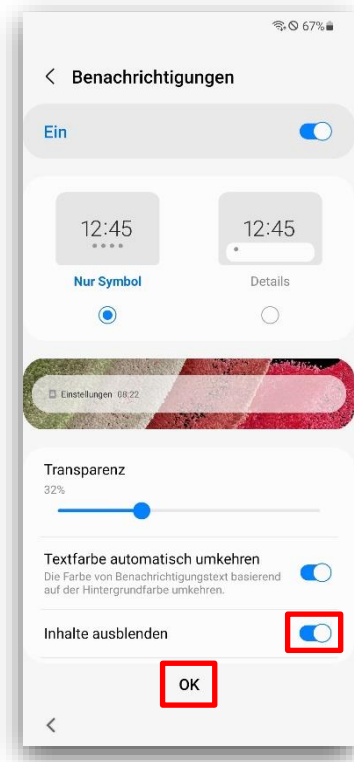 67%
Benachrichtigungen
Ein
12:45
12:45
Nur Symbol
Details
Einstellungen 08:22
Transparenz
32%
Textfarbe automatisch umkehren
Die Farbe von Benachrichtigungstext basierend
auf der Hintergrundfarbe umkehren.
Inhalte ausblenden
OK